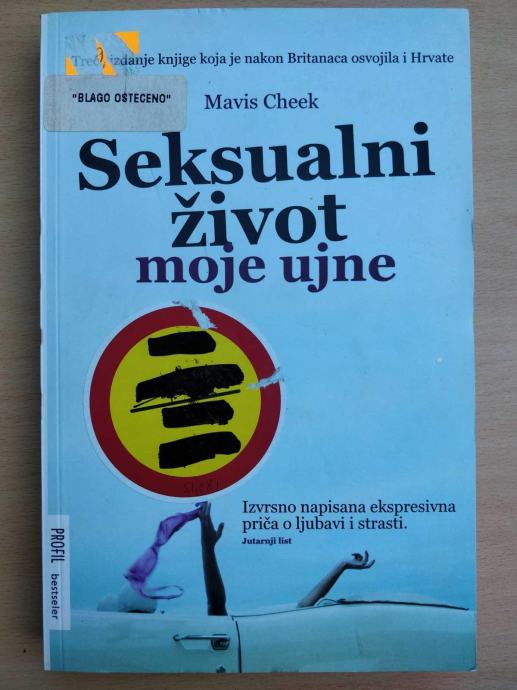 Treće izdanje knjige koja je nakon Britanaca osvojila i Hrvate
"BLAGO OŠTEĆENO"
Mavis Cheek
Seksualni
život
moje ujne
Izvrsno napisana ekspresivna
priča o ljubavi i strasti.
Jutarnji list
PROFIL
bestseler